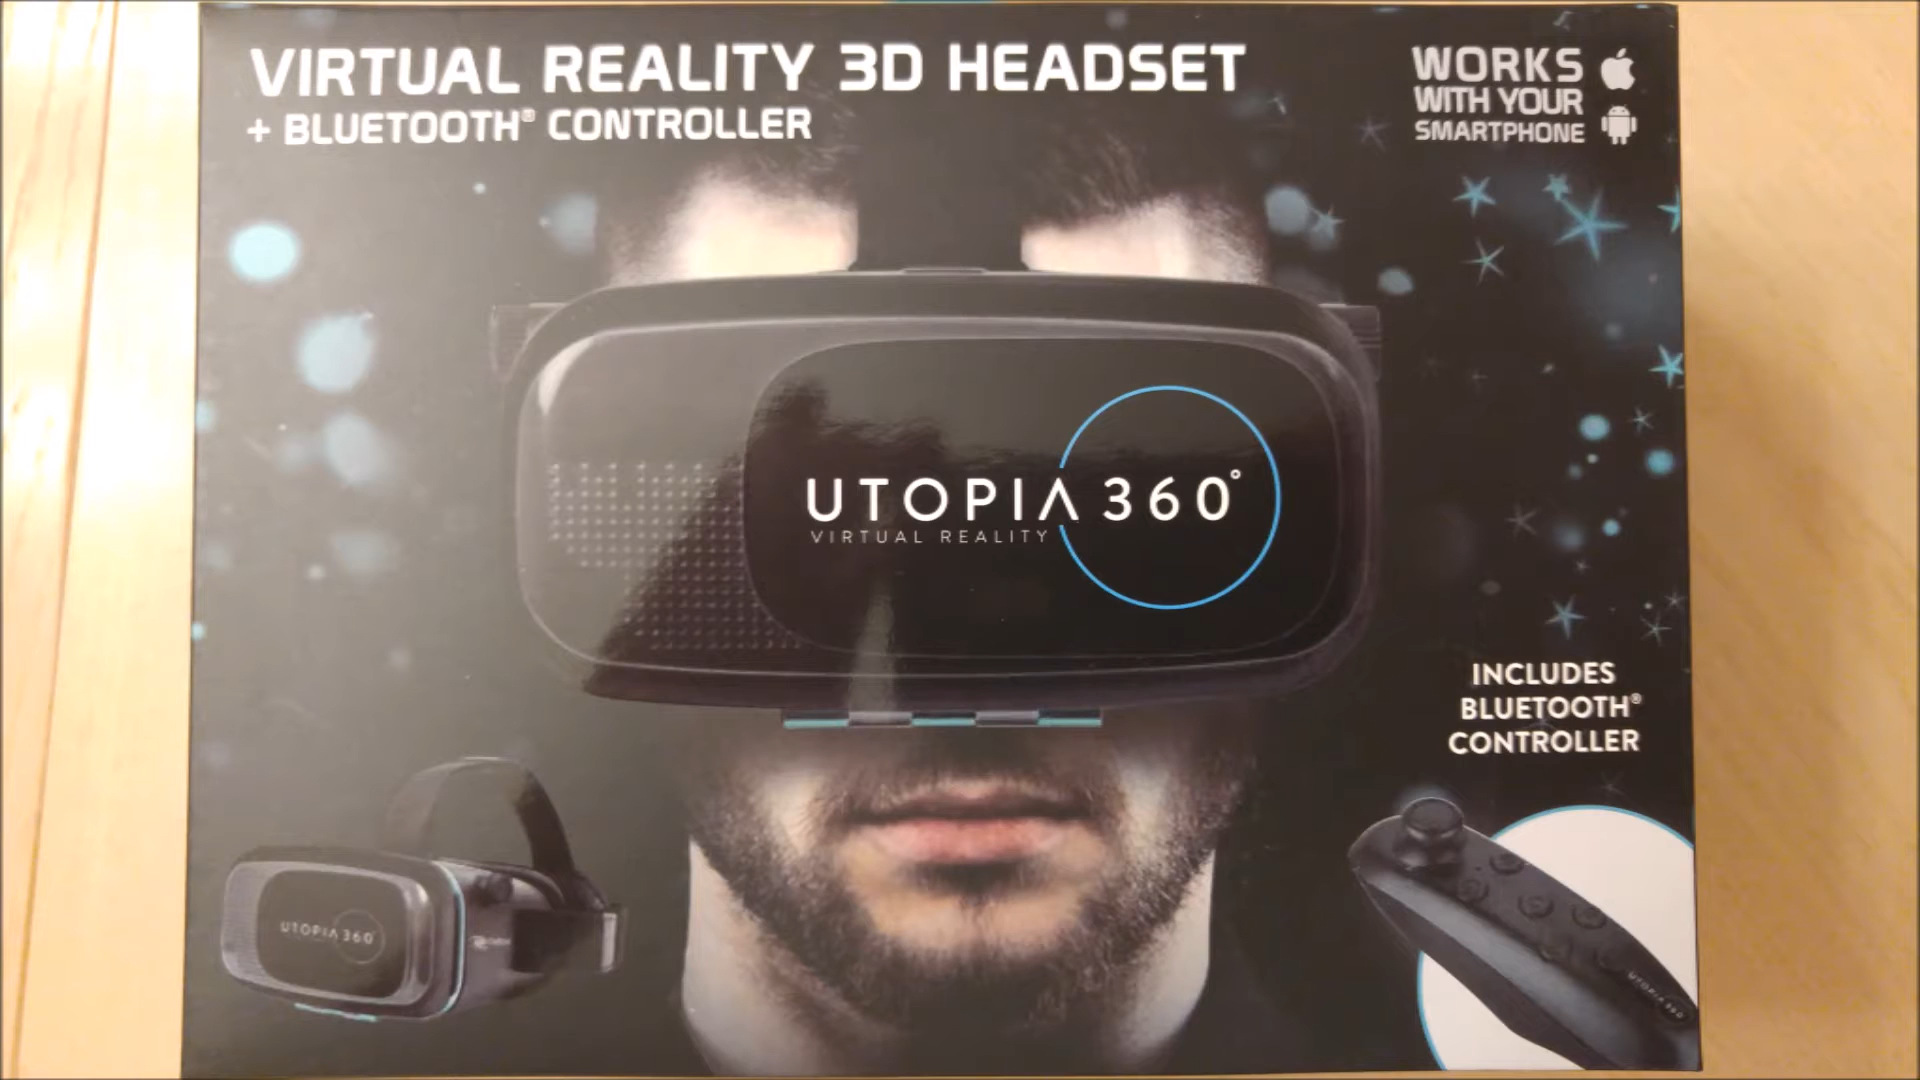 VIRTUAL REALITY 3D HEADSET
+ BLUETOOTH® CONTROLLER
WORKS
WITH YOUR
SMARTPHONE
UTOPIA 360°
VIRTUAL REALITY
INCLUDES
BLUETOOTH®
CONTROLLER
UTOPIA 360°
UTOPIA 360